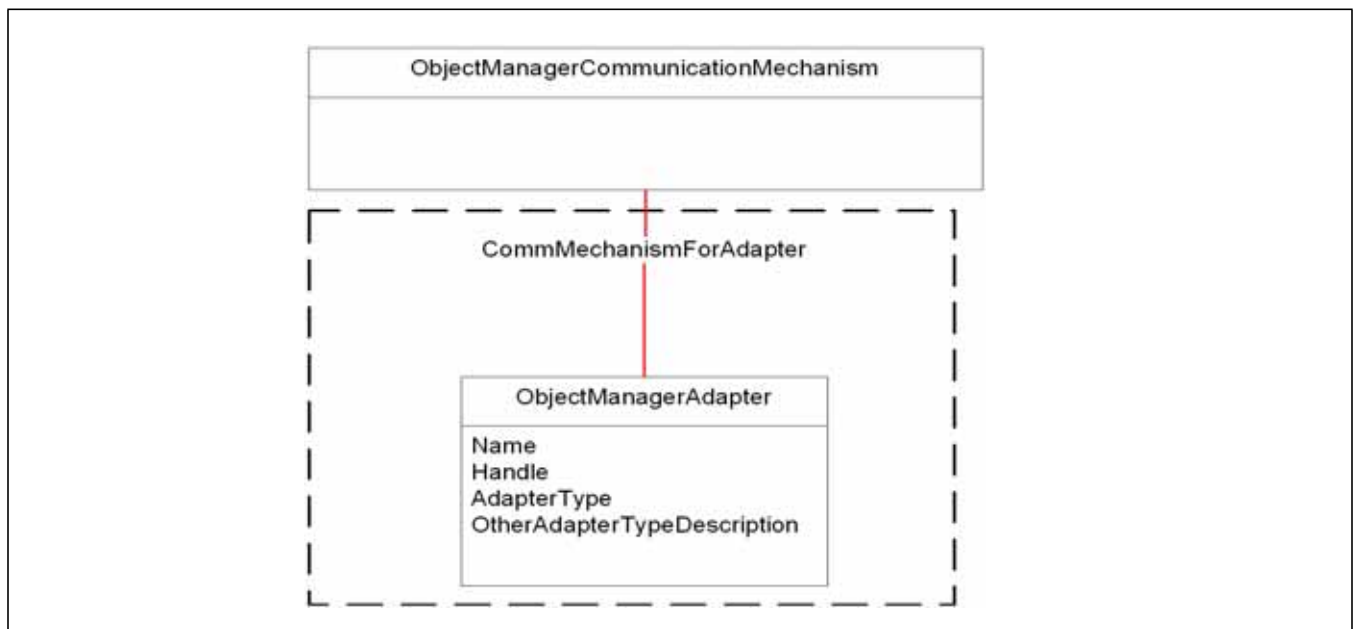 ObjectManagerCommunicationMechanism
CommMechanismForAdapter
ObjectManagerAdapter
Name
Handle
AdapterType
OtherAdapterTypeDescription